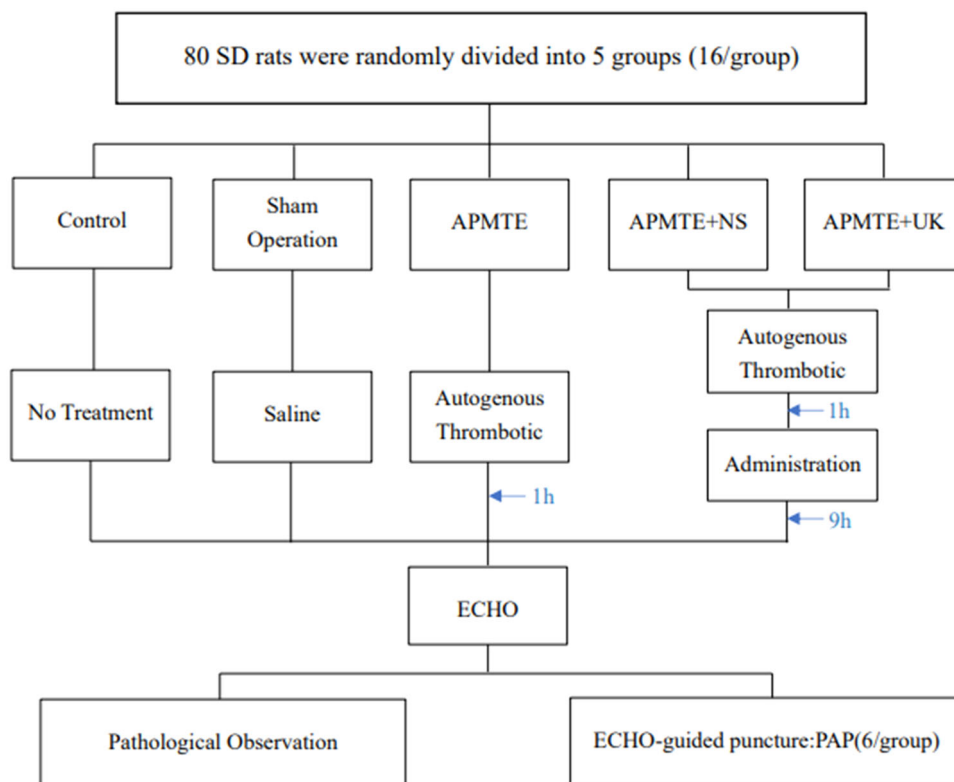 80 SD rats were randomly divided into 5 groups (16/group)
Control
Sham
Operation
APMTE
APMTE+NS
APMTE+UK
Autogenous
Thrombotic
1h
No Treatment
Saline
Autogenous
Thrombotic
Administration
1h
9h
ECHO
Pathological Observation
ECHO-guided puncture:PAP(6/group)